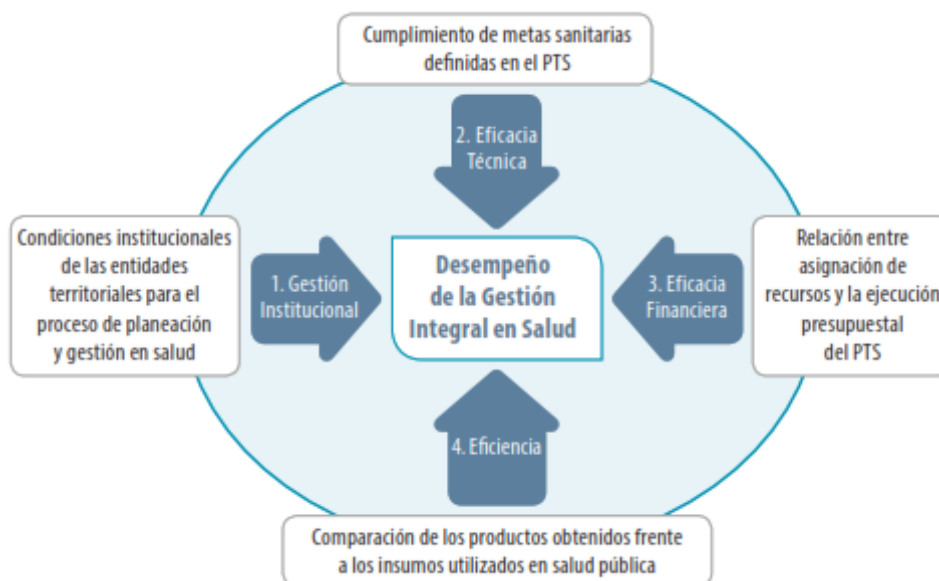 Cumplimiento de metas sanitarias
definidas en el PTS
2. Eficacia
Técnica
Condiciones institucionales
de las entidades
territoriales para el
proceso de planeación
y gestión en salud
1. Gestión
Institucional
Desempeño
de la Gestión
Integral en Salud
3. Eficacia
Financiera
Relación entre
asignación de
recursos y la ejecución
presupuestal
del PTS
4. Eficiencia
Comparación de los productos obtenidos frente
a los insumos utilizados en salud pública